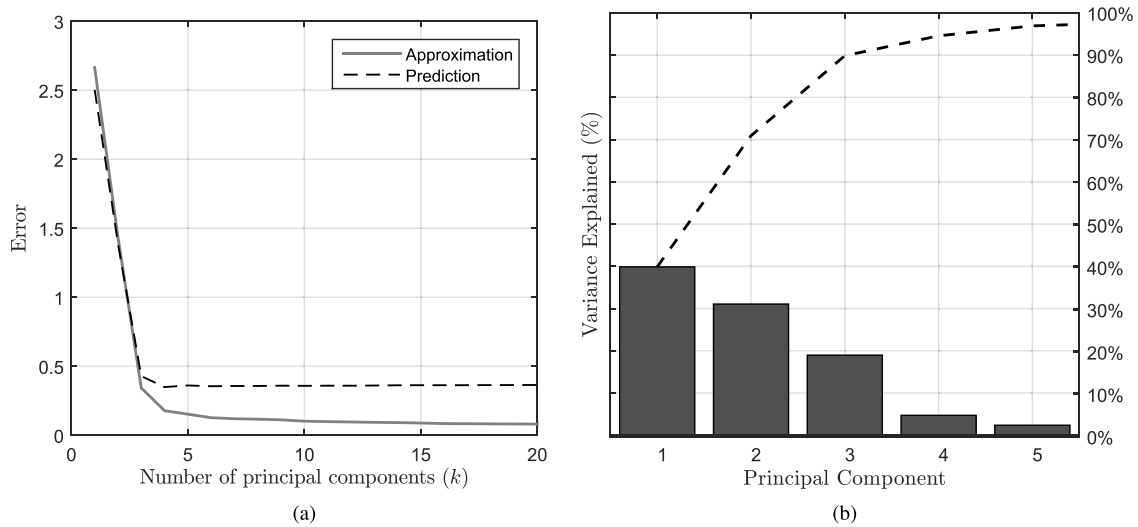 3
2.5
2
1.5
1
0.5
0
Error
Approximation
Prediction
0 5 10 15 20
Number of principal components (k)
(a)
100%
90%
80%
70%
60%
50%
40%
30%
20%
10%
0%
Variance Explained (%)
1 2 3 4 5
Principal Component
(b)